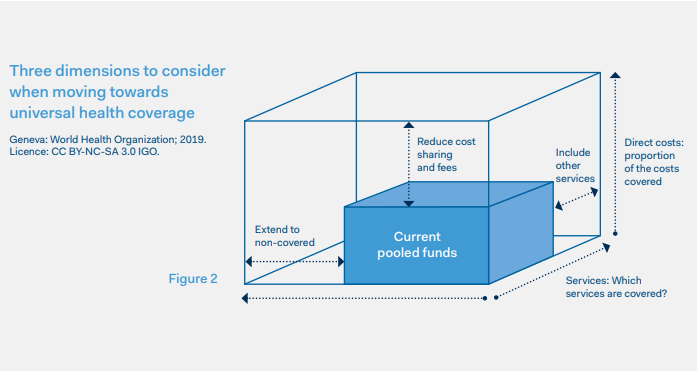 Three dimensions to consider
when moving towards
universal health coverage
Geneva: World Health Organization; 2019.
Licence: CC BY-NC-SA 3.0 IGO.
Reduce cost
sharing
and fees
Include
other
services
Direct costs:
proportion
of the costs
covered
Extend to
non-covered
Current
pooled funds
Figure 2
Services: Which
services are covered?